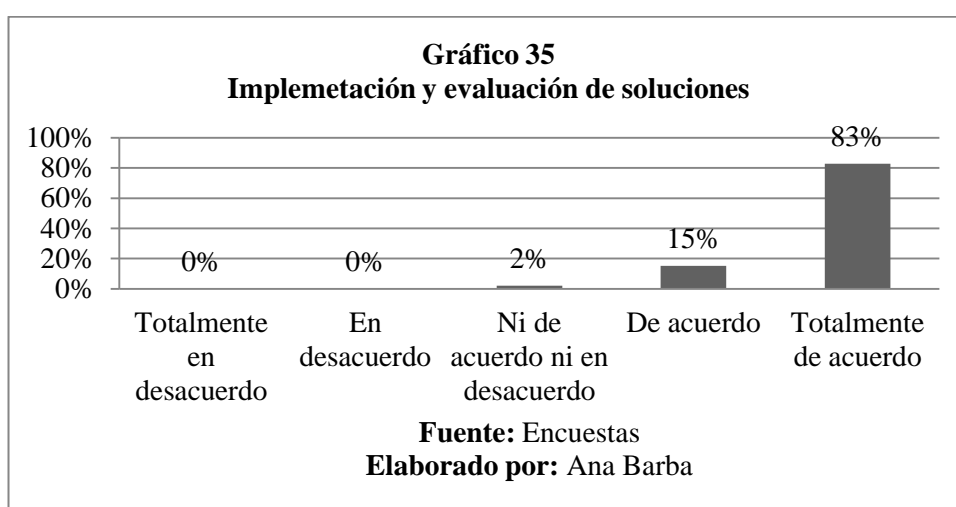 Gráfico 35
Implemetación y evaluación de soluciones
100%
80%
60%
40%
20%
0%
0%
0%
2%
15%
83%
Totalmente
en
desacuerdo
En
desacuerdo
Ni de
acuerdo ni en
desacuerdo
De acuerdo
Totalmente
de acuerdo
Fuente: Encuestas
Elaborado por: Ana Barba